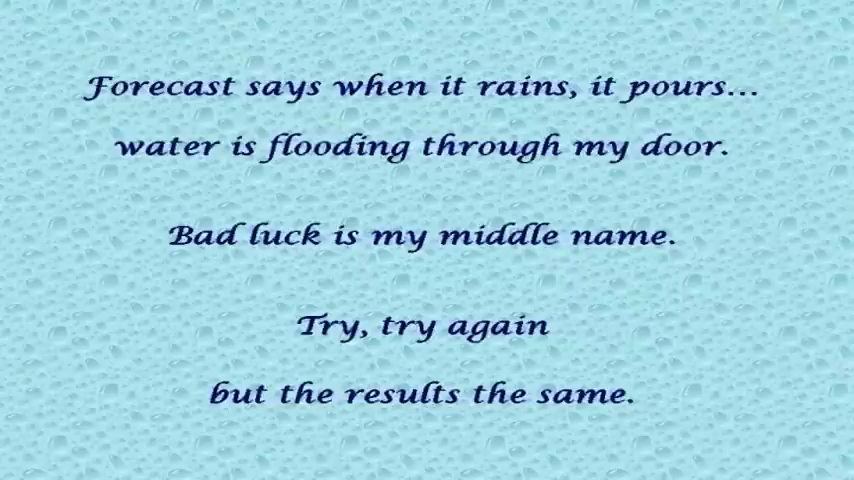 Forecast says when it rains, it pours...
water is flooding through my door.
Bad luck is my middle name.
Try, try again
but the results the same.